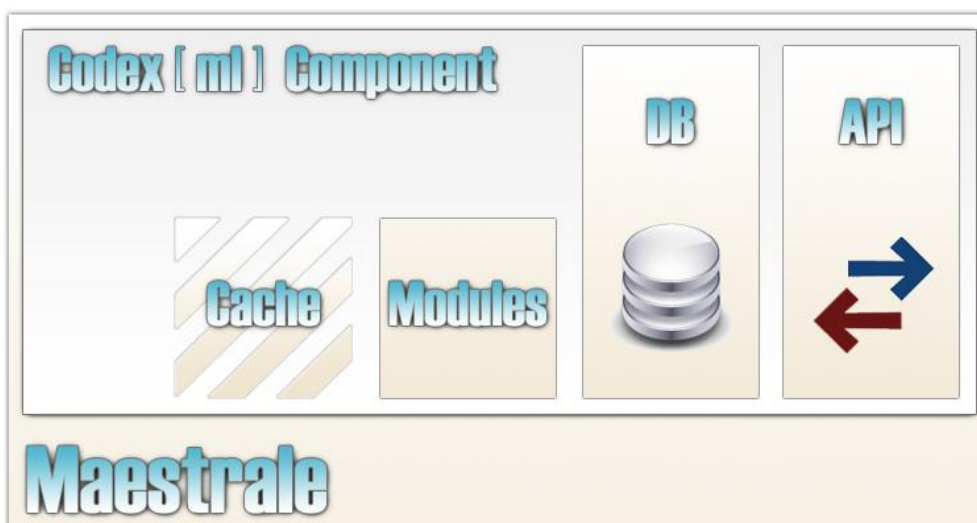 Codex [ ml ] Component
DB
API
Cache
Modules
Maestrale